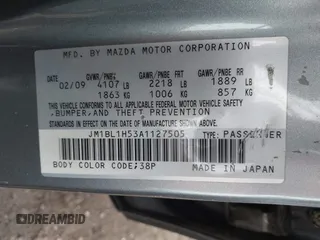 MFD. BY MAZDA MOTOR CORPORATION
GVWR/PNBV GAWR/PNBE FRT GAWR/PNBE RR
02/09 4107 LB 2218 LB 1889
1863 KG 1006 KG 857 KG
THIS VEHICLE CONFORMS TO ALL APPLICABLE FEDERAL MOTOR VEHICLE SAFETY
STANDARDS IN EFFECT ON THE DATE OF MANUFACTURE SHOWN ABOVE.
BUMPER, AND THEFT PREVENTION
JM1BL1H53A1127505 TYPE: PASSENGER
BODY COLOR CODE;38P
MADE IN JAPAN
DREAMBID